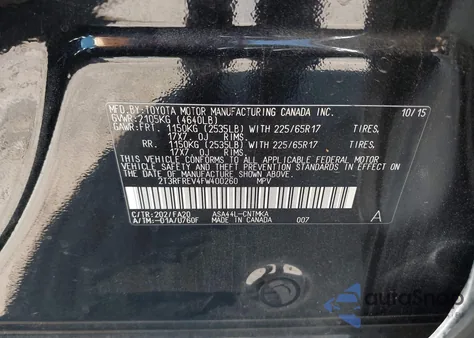 MFD.BY:TOYOTA MOTOR MANUFACTURING CANADA INC. 10/15
GVWR:2105KG (4640LB)
GAWR:FRT. 1150KG (2535LB) WITH 225/65R17 TIRES,
17X7.0J RIMS,
RR. 1150KG (2535LB) WITH 225/65R17 TIRES,
17X7.0J RIMS,
THIS VEHICLE CONFORMS TO ALL APPLICABLE FEDERAL MOTOR
VEHICLE SAFETY AND THEFT PREVENTION STANDARDS IN EFFECT ON
THE DATE OF MANUFACTURE SHOWN ABOVE.
2T3RFREV4FW400260 MPV
C/TR:202/FA20 ASA44L-CNTMKA
A/TM:-01A/U760F MADE IN CANADA 007 A
autoSnap